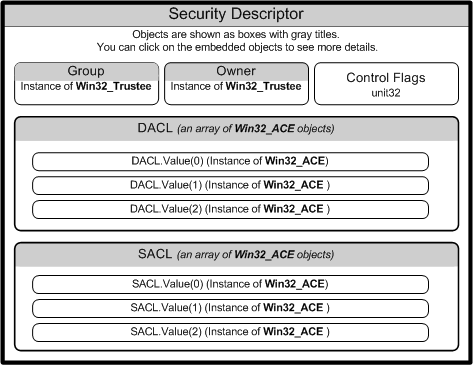 Security Descriptor
Objects are shown as boxes with gray titles.
You can click on the embedded objects to see more details.
Group
Instance of Win32_Trustee
Owner
Instance of Win32_Trustee
Control Flags
unit32
DACL (an array of Win32_ACE objects)
DACL.Value(0) (Instance of Win32_ACE)
DACL.Value(1) (Instance of Win32_ACE )
DACL.Value(2) (Instance of Win32_ACE )
SACL (an array of Win32_ACE objects)
SACL.Value(0) (Instance of Win32_ACE )
SACL.Value(1) (Instance of Win32_ACE )
SACL.Value(2) (Instance of Win32_ACE )